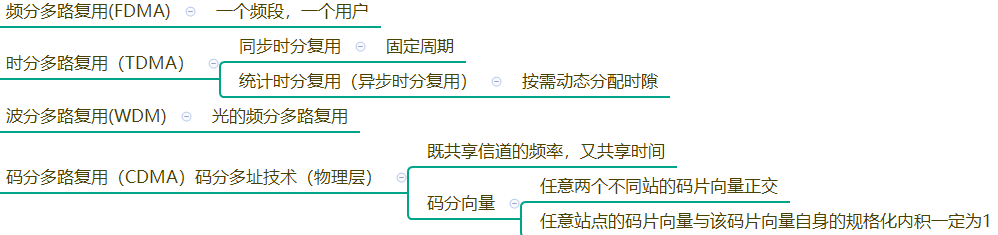 频分多路复用(FDMA) 一个频段，一个用户
同步时分复用 固定周期
时分多路复用（TDMA）
统计时分复用（异步时分复用） 按需动态分配时隙
波分多路复用(WDM) 光的频分多路复用
既共享信道的频率，又共享时间
码分多路复用（CDMA）码分多址技术（物理层）
任意两个不同站的码片向量正交
码分向量
任意站点的码片向量与该码片向量自身的规格化内积一定为1